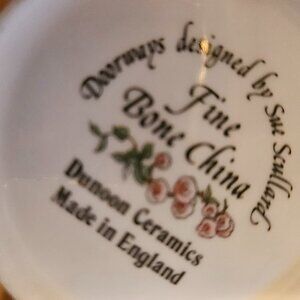 Doorways designed by Sue Scullard
Fine
Bone China
Dunoon Ceramics
Made in England